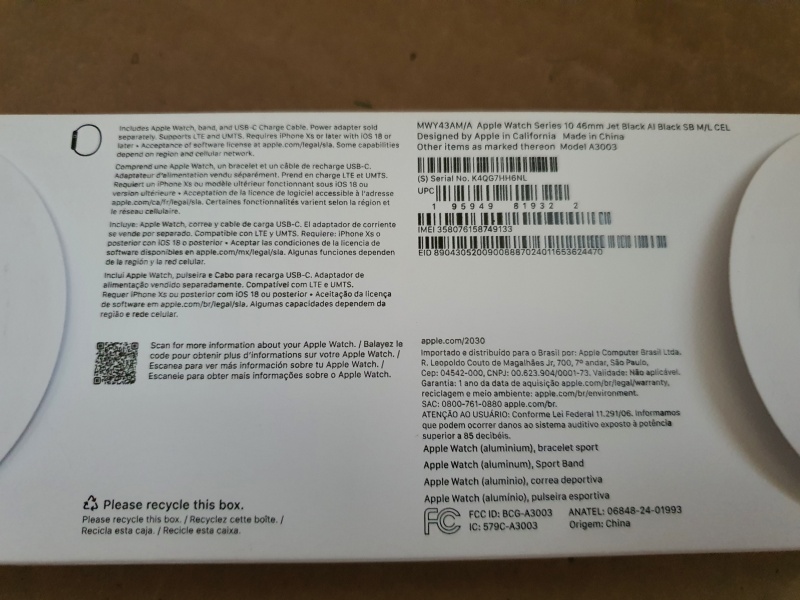 Includes Apple Watch, band, and USB-C Charge Cable. Power adapter sold
separately. Supports LTE and UMTS. Requires iPhone Xs or later with iOS 18 or
later • Acceptance of software license at apple.com/legal/sla. Some capabilities
depend on region and cellular network.
Comprend une Apple Watch, un bracelet et un câble de recharge USB-C.
Adaptateur d'alimentation vendu séparément. Prend en charge LTE et UMTS.
Requiert un iPhone Xs ou modèle ultérieur fonctionnant sous iOS 18 ou
version ultérieure • Acceptation de la licence de logiciel accessible à l'adresse
apple.com/ca/fr/legal/sla. Certaines fonctionnalités varient selon la région et
le réseau cellulaire.
Incluye: Apple Watch, correa y cable de carga USB-C. El adaptador de corriente
se vende por separado. Compatible con LTE y UMTS. Requiere: iPhone Xs o
posterior con iOS 18 o posterior • Aceptar las condiciones de la licencia de
software disponibles en apple.com/mx/legal/sla. Algunas funciones dependen
de la región y la red celular.
Inclui Apple Watch, pulseira e Cabo para recarga USB-C. Adaptador de
alimentação vendido separadamente. Compatível com LTE e UMTS.
Requer iPhone Xs ou posterior com iOS 18 ou posterior • Aceitação da licença
de software em apple.com/br/legal/sla. Algumas capacidades dependem da
região e rede celular.
Scan for more information about your Apple Watch. / Balayez le
code pour obtenir plus d'informations sur votre Apple Watch. /
Escanea para ver más información sobre tu Apple Watch. /
Escaneie para obter mais informações sobre o Apple Watch.
Please recycle this box.
Please recycle this box. / Recyclez cette boîte. /
Recicla esta caja. / Recicle esta caixa.
MWY43AM/A Apple Watch Series 10 46mm Jet Black Al Black SB M/L CEL
Designed by Apple in California Made in China
Other items as marked thereon Model A3003
(S) Serial No. K4QG7HH6NL
UPC
1 95949 81932 2
IMEI 358076158749133
EID 89043052009008887024011653624470
apple.com/2030
Importado e distribuído para o Brasil por: Apple Computer Brasil Ltda.
R. Leopoldo Couto de Magalhães Jr, 700, 7º andar, São Paulo,
Cep: 04542-000, CNPJ: 00.623.904/0001-73. Validade: Não aplicável.
Garantia: 1 ano da data de aquisição apple.com/br/legal/warranty,
reciclagem e meio ambiente: apple.com/br/environment.
SAC: 0800-761-0880 apple.com/br.
ATENÇÃO AO USUÁRIO: Conforme Lei Federal 11.291/06. Informamos
que podem ocorrer danos ao sistema auditivo exposto à potência
superior a 85 decibéis.
Apple Watch (aluminium), bracelet sport
Apple Watch (aluminum), Sport Band
Apple Watch (aluminio), correa deportiva
Apple Watch (alumínio), pulseira esportiva
FC FCC ID: BCG-A3003 ANATEL: 06848-24-01993
IC: 579C-A3003 Origem: China